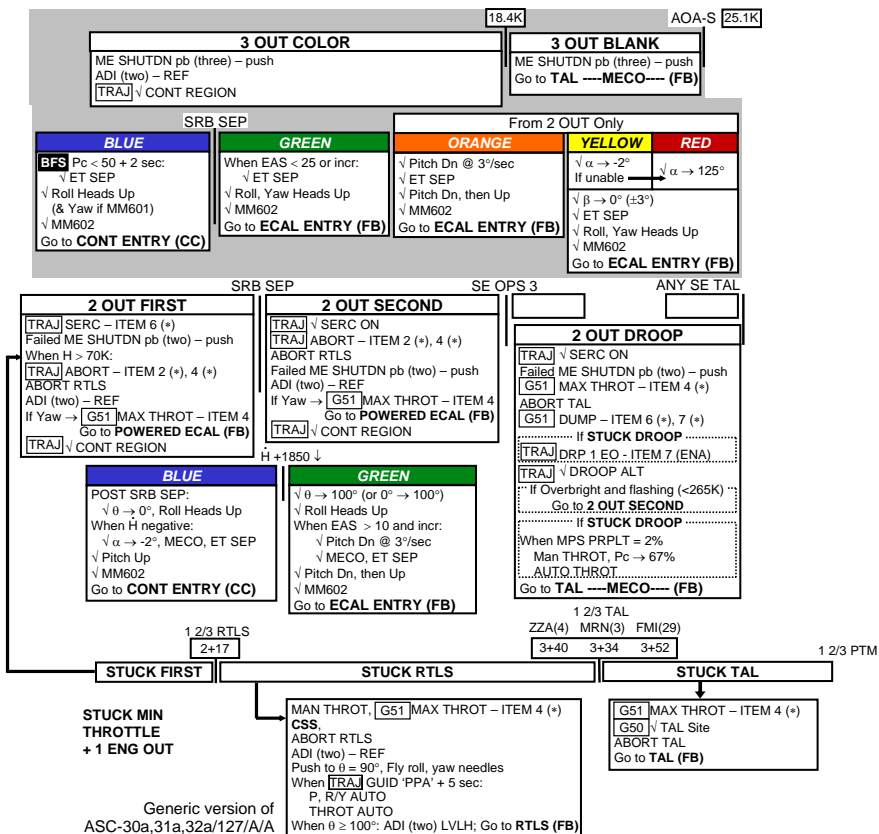 18.4K
AOA-S 25.1K
3 OUT COLOR
ME SHUTDN pb (three) – push
ADI (two) – REF
TRAJ √ CONT REGION
3 OUT BLANK
ME SHUTDN pb (three) – push
Go to TAL ----MECO---- (FB)
SRB SEP
From 2 OUT Only
BLUE
BFS Pc < 50 + 2 sec:
√ ET SEP
√ Roll Heads Up
(& Yaw if MM601)
√ MM602
Go to CONT ENTRY (CC)
GREEN
When EAS < 25 or incr:
√ ET SEP
√ Roll, Yaw Heads Up
√ MM602
Go to ECAL ENTRY (FB)
ORANGE
√ Pitch Dn @ 3°/sec
√ ET SEP
√ Pitch Dn, then Up
√ MM602
Go to ECAL ENTRY (FB)
YELLOW
RED
√ α → -2°
If unable
√ α → 125°
√ β → 0° (±3°)
√ ET SEP
√ Roll, Yaw Heads Up
√ MM602
Go to ECAL ENTRY (FB)
SRB SEP
SE OPS 3
ANY SE TAL
2 OUT FIRST
TRAJ SERC – ITEM 6 (*)
Failed ME SHUTDN pb (two) – push
When H > 70K:
TRAJ ABORT – ITEM 2 (*), 4 (*)
ABORT RTLS
ADI (two) – REF
If Yaw → G51 MAX THROT – ITEM 4
Go to POWERED ECAL (FB)
TRAJ √ CONT REGION
2 OUT SECOND
TRAJ √ SERC ON
TRAJ ABORT – ITEM 2 (*), 4 (*)
ABORT RTLS
Failed ME SHUTDN pb (two) – push
ADI (two) – REF
If Yaw → G51 MAX THROT – ITEM 4
Go to POWERED ECAL (FB)
TRAJ √ CONT REGION
2 OUT DROOP
TRAJ √ SERC ON
Failed ME SHUTDN pb (two) – push
G51 MAX THROT – ITEM 4 (*)
ABORT TAL
G51 DUMP – ITEM 6 (*), 7 (*)
If STUCK DROOP
TRAJ DRP 1 EO - ITEM 7 (ENA)
TRAJ √ DROOP ALT
If Overbright and flashing (<265K)
Go to 2 OUT SECOND
If STUCK DROOP
When MPS PRPLT = 2%
Man THROT, Pc → 67%
AUTO THROT
Go to TAL ----MECO---- (FB)
Ḣ +1850 ↓
BLUE
POST SRB SEP:
√ θ → 0°, Roll Heads Up
When Ḣ negative:
√ α → -2°, MECO, ET SEP
√ Pitch Up
√ MM602
Go to CONT ENTRY (CC)
GREEN
√ θ → 100° (or 0° → 100°)
√ Roll Heads Up
When EAS > 10 and incr:
√ Pitch Dn @ 3°/sec
√ MECO, ET SEP
√ Pitch Dn, then Up
√ MM602
Go to ECAL ENTRY (FB)
1 2/3 RTLS
2+17
1 2/3 TAL
ZZA(4) MRN(3) FMI(29)
3+40 3+34 3+52
1 2/3 PTM
STUCK FIRST
STUCK RTLS
STUCK TAL
STUCK MIN
THROTTLE
+ 1 ENG OUT
MAN THROT, G51 MAX THROT – ITEM 4 (*)
CSS,
ABORT RTLS
ADI (two) – REF
Push to θ = 90°, Fly roll, yaw needles
When TRAJ GUID 'PPA' + 5 sec:
P, R/Y AUTO
THROT AUTO
When θ ≥ 100°: ADI (two) LVLH; Go to RTLS (FB)
G51 MAX THROT – ITEM 4 (*)
G50 √ TAL Site
ABORT TAL
Go to TAL (FB)
Generic version of
ASC-30a,31a,32a/127/A/A